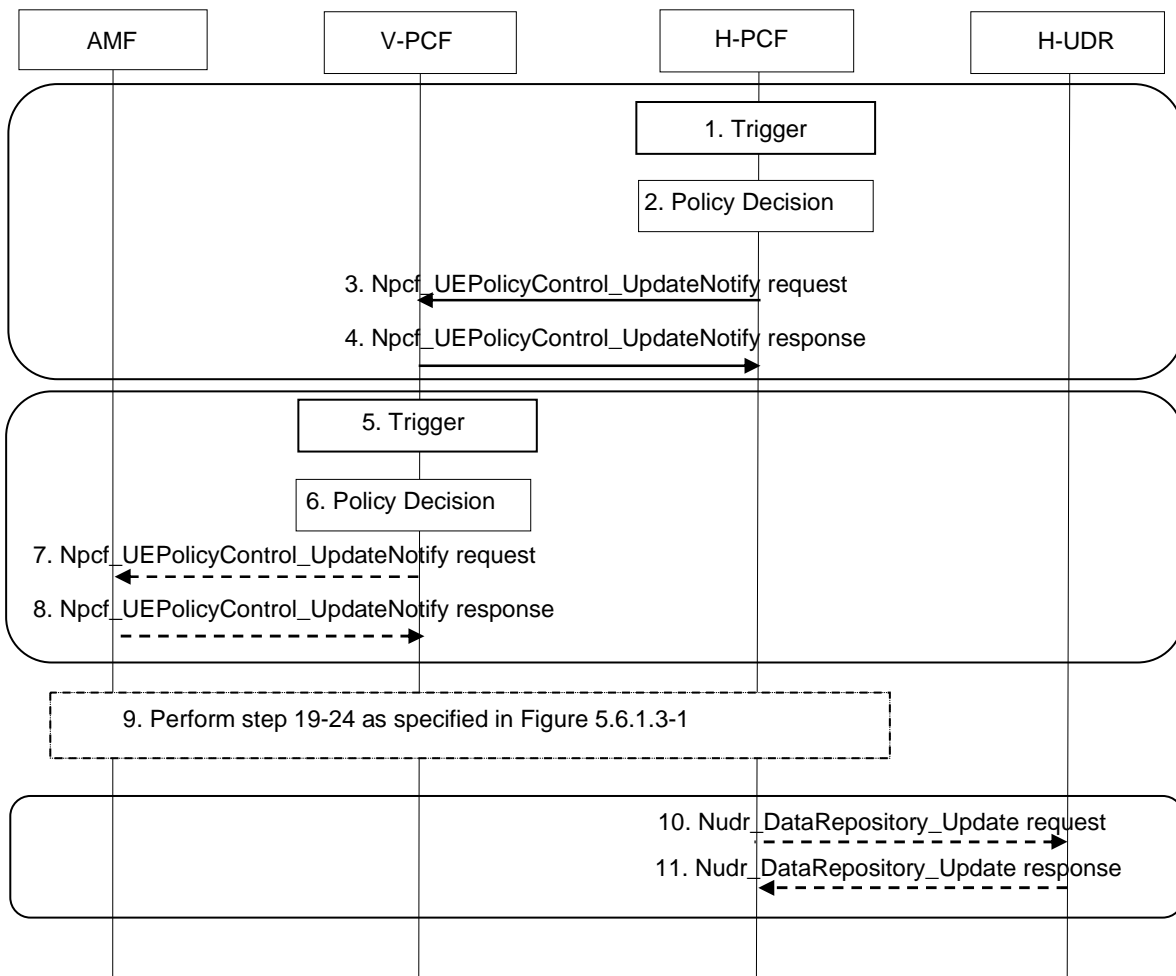 AMF
V-PCF
H-PCF
H-UDR
1. Trigger
2. Policy Decision
3. Npcf_UEPolicyControl_UpdateNotify request
4. Npcf_UEPolicyControl_UpdateNotify response
5. Trigger
6. Policy Decision
7. Npcf_UEPolicyControl_UpdateNotify request
8. Npcf_UEPolicyControl_UpdateNotify response
9. Perform step 19-24 as specified in Figure 5.6.1.3-1
10. Nudr_DataRepository_Update request
11. Nudr_DataRepository_Update response